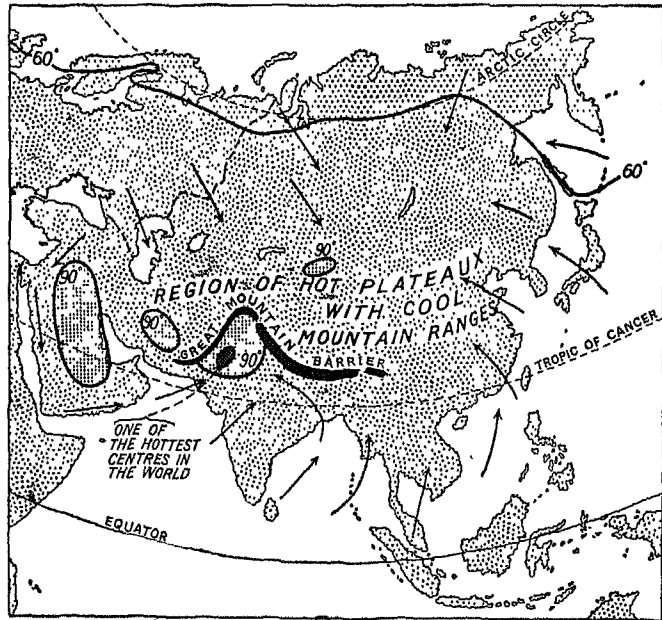 60°
ARCTIC CIRCLE
60°
90°
90
REGION OF HOT PLATEAUX
WITH COOL
MOUNTAIN RANGES
90°
GREAT MOUNTAIN BARRIER
90°
TROPIC OF CANCER
ONE OF
THE HOTTEST
CENTRES IN
THE WORLD
EQUATOR